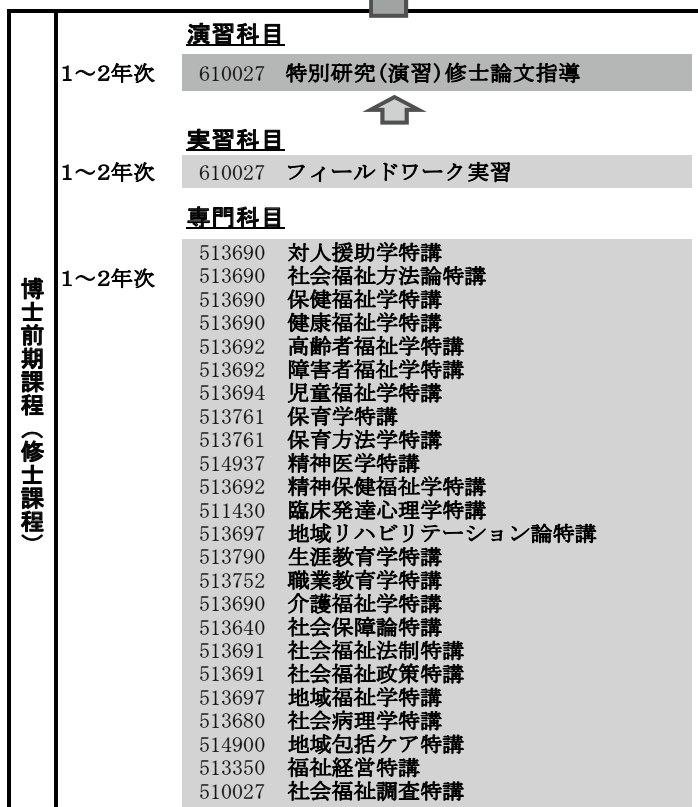 演習科目
1～2年次 610027 特別研究(演習)修士論文指導
実習科目
1～2年次 610027 フィールドワーク実習
専門科目
513690 対人援助学特講
1～2年次 513690 社会福祉方法論特講
513690 保健福祉学特講
513690 健康福祉学特講
513692 高齢者福祉学特講
513692 障害者福祉学特講
513694 児童福祉学特講
513761 保育学特講
513761 保育方法学特講
514937 精神医学特講
513692 精神保健福祉学特講
511430 臨床発達心理学特講
513697 地域リハビリテーション論特講
513790 生涯教育学特講
513752 職業教育学特講
513690 介護福祉学特講
513640 社会保障論特講
513691 社会福祉法制特講
513691 社会福祉政策特講
513697 地域福祉学特講
513680 社会病理学特講
514900 地域包括ケア特講
513350 福祉経営特講
510027 社会福祉調査特講
博士前期課程（修士課程）